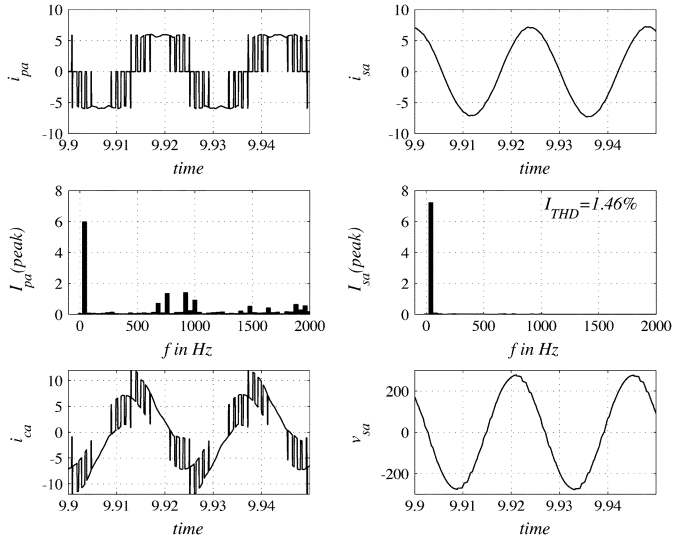 10
5
0
-5
-10
i_pa
9.9 9.91 9.92 9.93 9.94
time
10
5
0
-5
-10
i_sa
9.9 9.91 9.92 9.93 9.94
time
8
6
4
2
0
I_pa(peak)
0 500 1000 1500 2000
f in Hz
8
6
4
2
0
I_sa(peak)
I_THD=1.46%
0 500 1000 1500 2000
f in Hz
10
5
0
-5
-10
i_ca
9.9 9.91 9.92 9.93 9.94
time
200
0
-200
v_sa
9.9 9.91 9.92 9.93 9.94
time